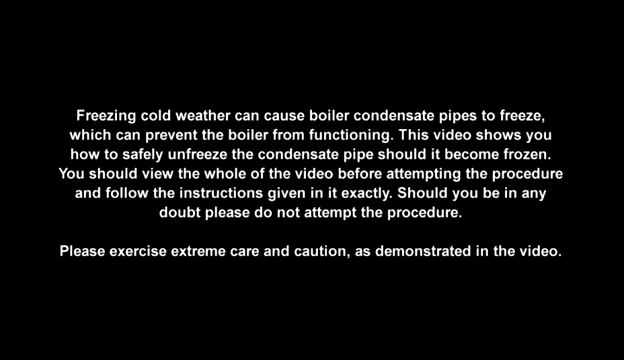 Freezing cold weather can cause boiler condensate pipes to freeze,
which can prevent the boiler from functioning. This video shows you
how to safely unfreeze the condensate pipe should it become frozen.
You should view the whole of the video before attempting the procedure
and follow the instructions given in it exactly. Should you be in any
doubt please do not attempt the procedure.
Please exercise extreme care and caution, as demonstrated in the video.